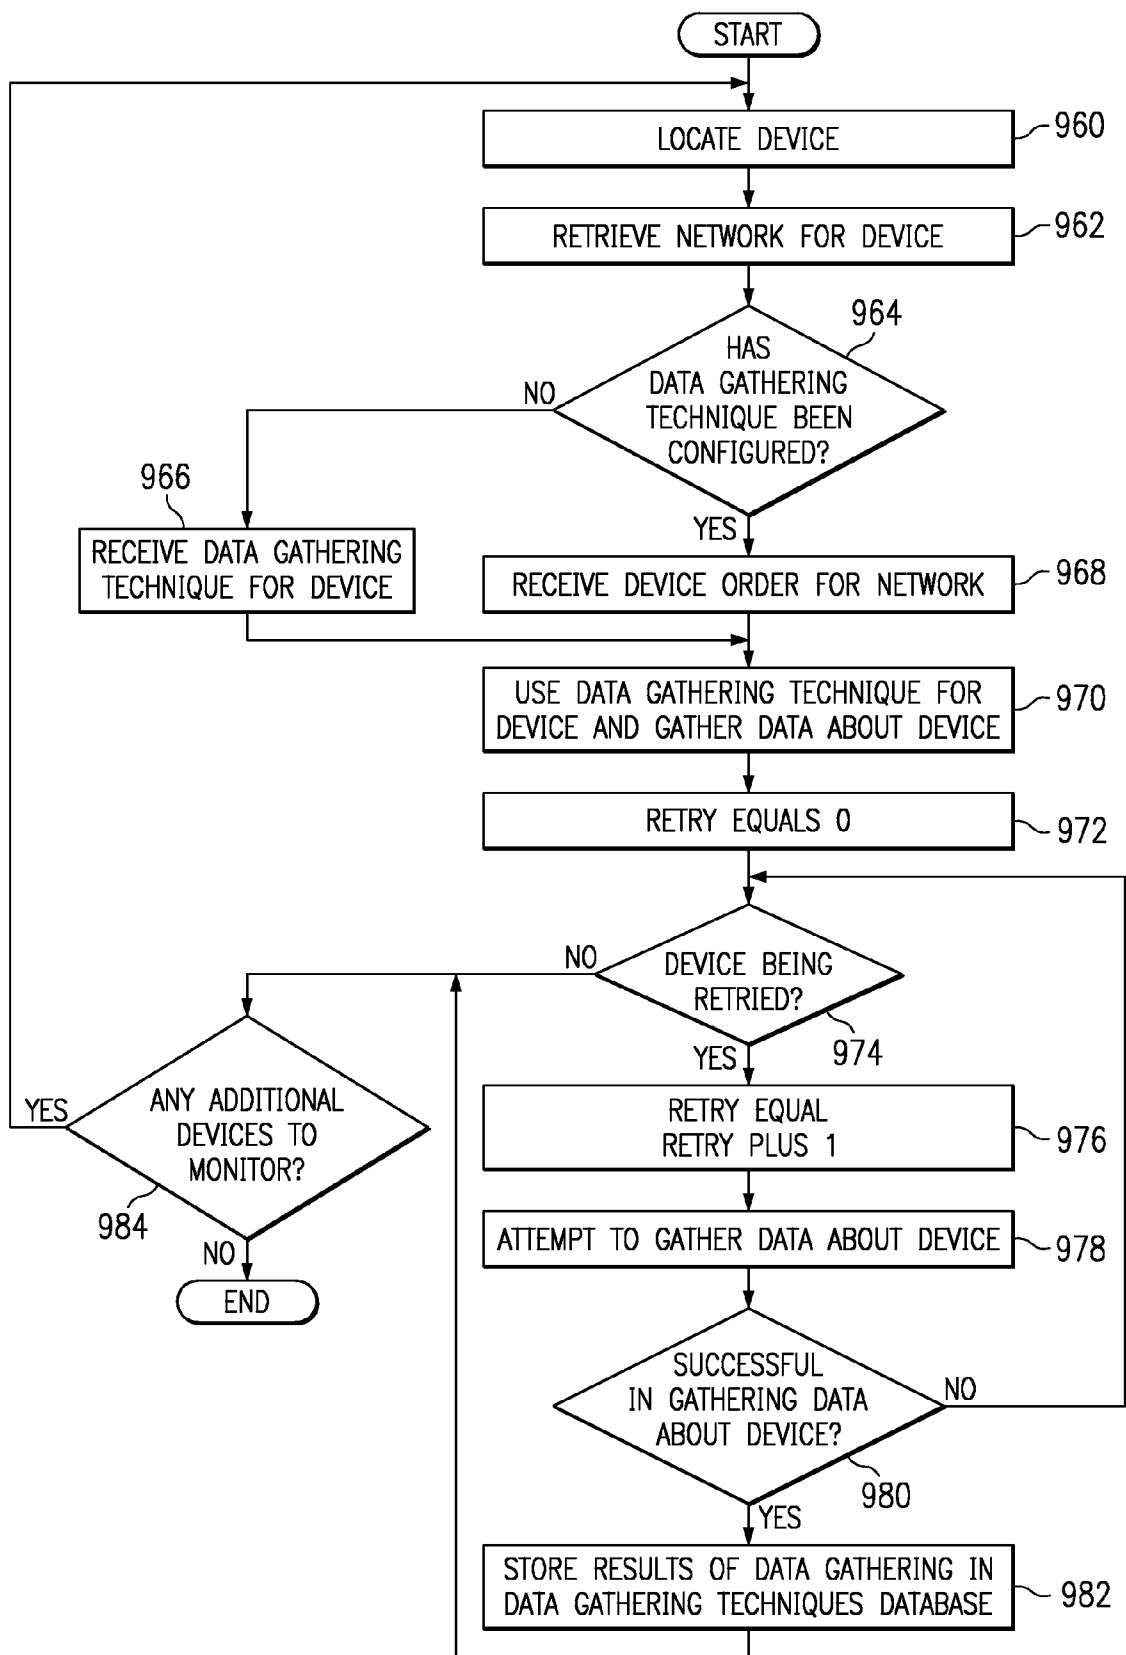 START
LOCATE DEVICE
960
RETRIEVE NETWORK FOR DEVICE
962
964
HAS
DATA GATHERING
TECHNIQUE BEEN
CONFIGURED?
NO
YES
966
RECEIVE DATA GATHERING
TECHNIQUE FOR DEVICE
RECEIVE DEVICE ORDER FOR NETWORK
968
USE DATA GATHERING TECHNIQUE FOR
DEVICE AND GATHER DATA ABOUT DEVICE
970
RETRY EQUALS 0
972
DEVICE BEING
RETRIED?
NO
974
YES
RETRY EQUAL
RETRY PLUS 1
976
YES
ANY ADDITIONAL
DEVICES TO
MONITOR?
984
NO
END
ATTEMPT TO GATHER DATA ABOUT DEVICE
978
SUCCESSFUL
IN GATHERING DATA
ABOUT DEVICE?
NO
980
YES
STORE RESULTS OF DATA GATHERING IN
DATA GATHERING TECHNIQUES DATABASE
982